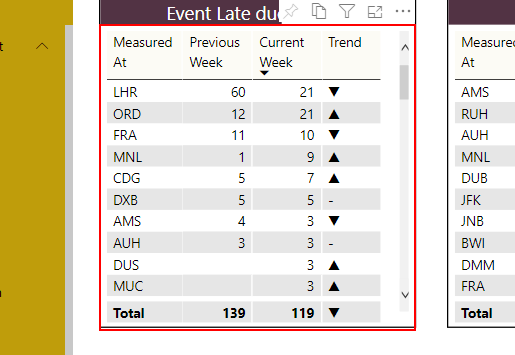 Event Late du
t
Measured Previous Current Trend
At Week Week
LHR 60 21 ▼
ORD 12 21 ▲
FRA 11 10 ▼
MNL 1 9 ▲
CDG 5 7 ▲
DXB 5 5 -
AMS 4 3 ▼
AUH 3 3 -
DUS 3 ▲
MUC 3 ▲
Total 139 119 ▼
Measured
At
AMS
RUH
AUH
MNL
DUB
JFK
JNB
BWI
DMM
FRA
Total